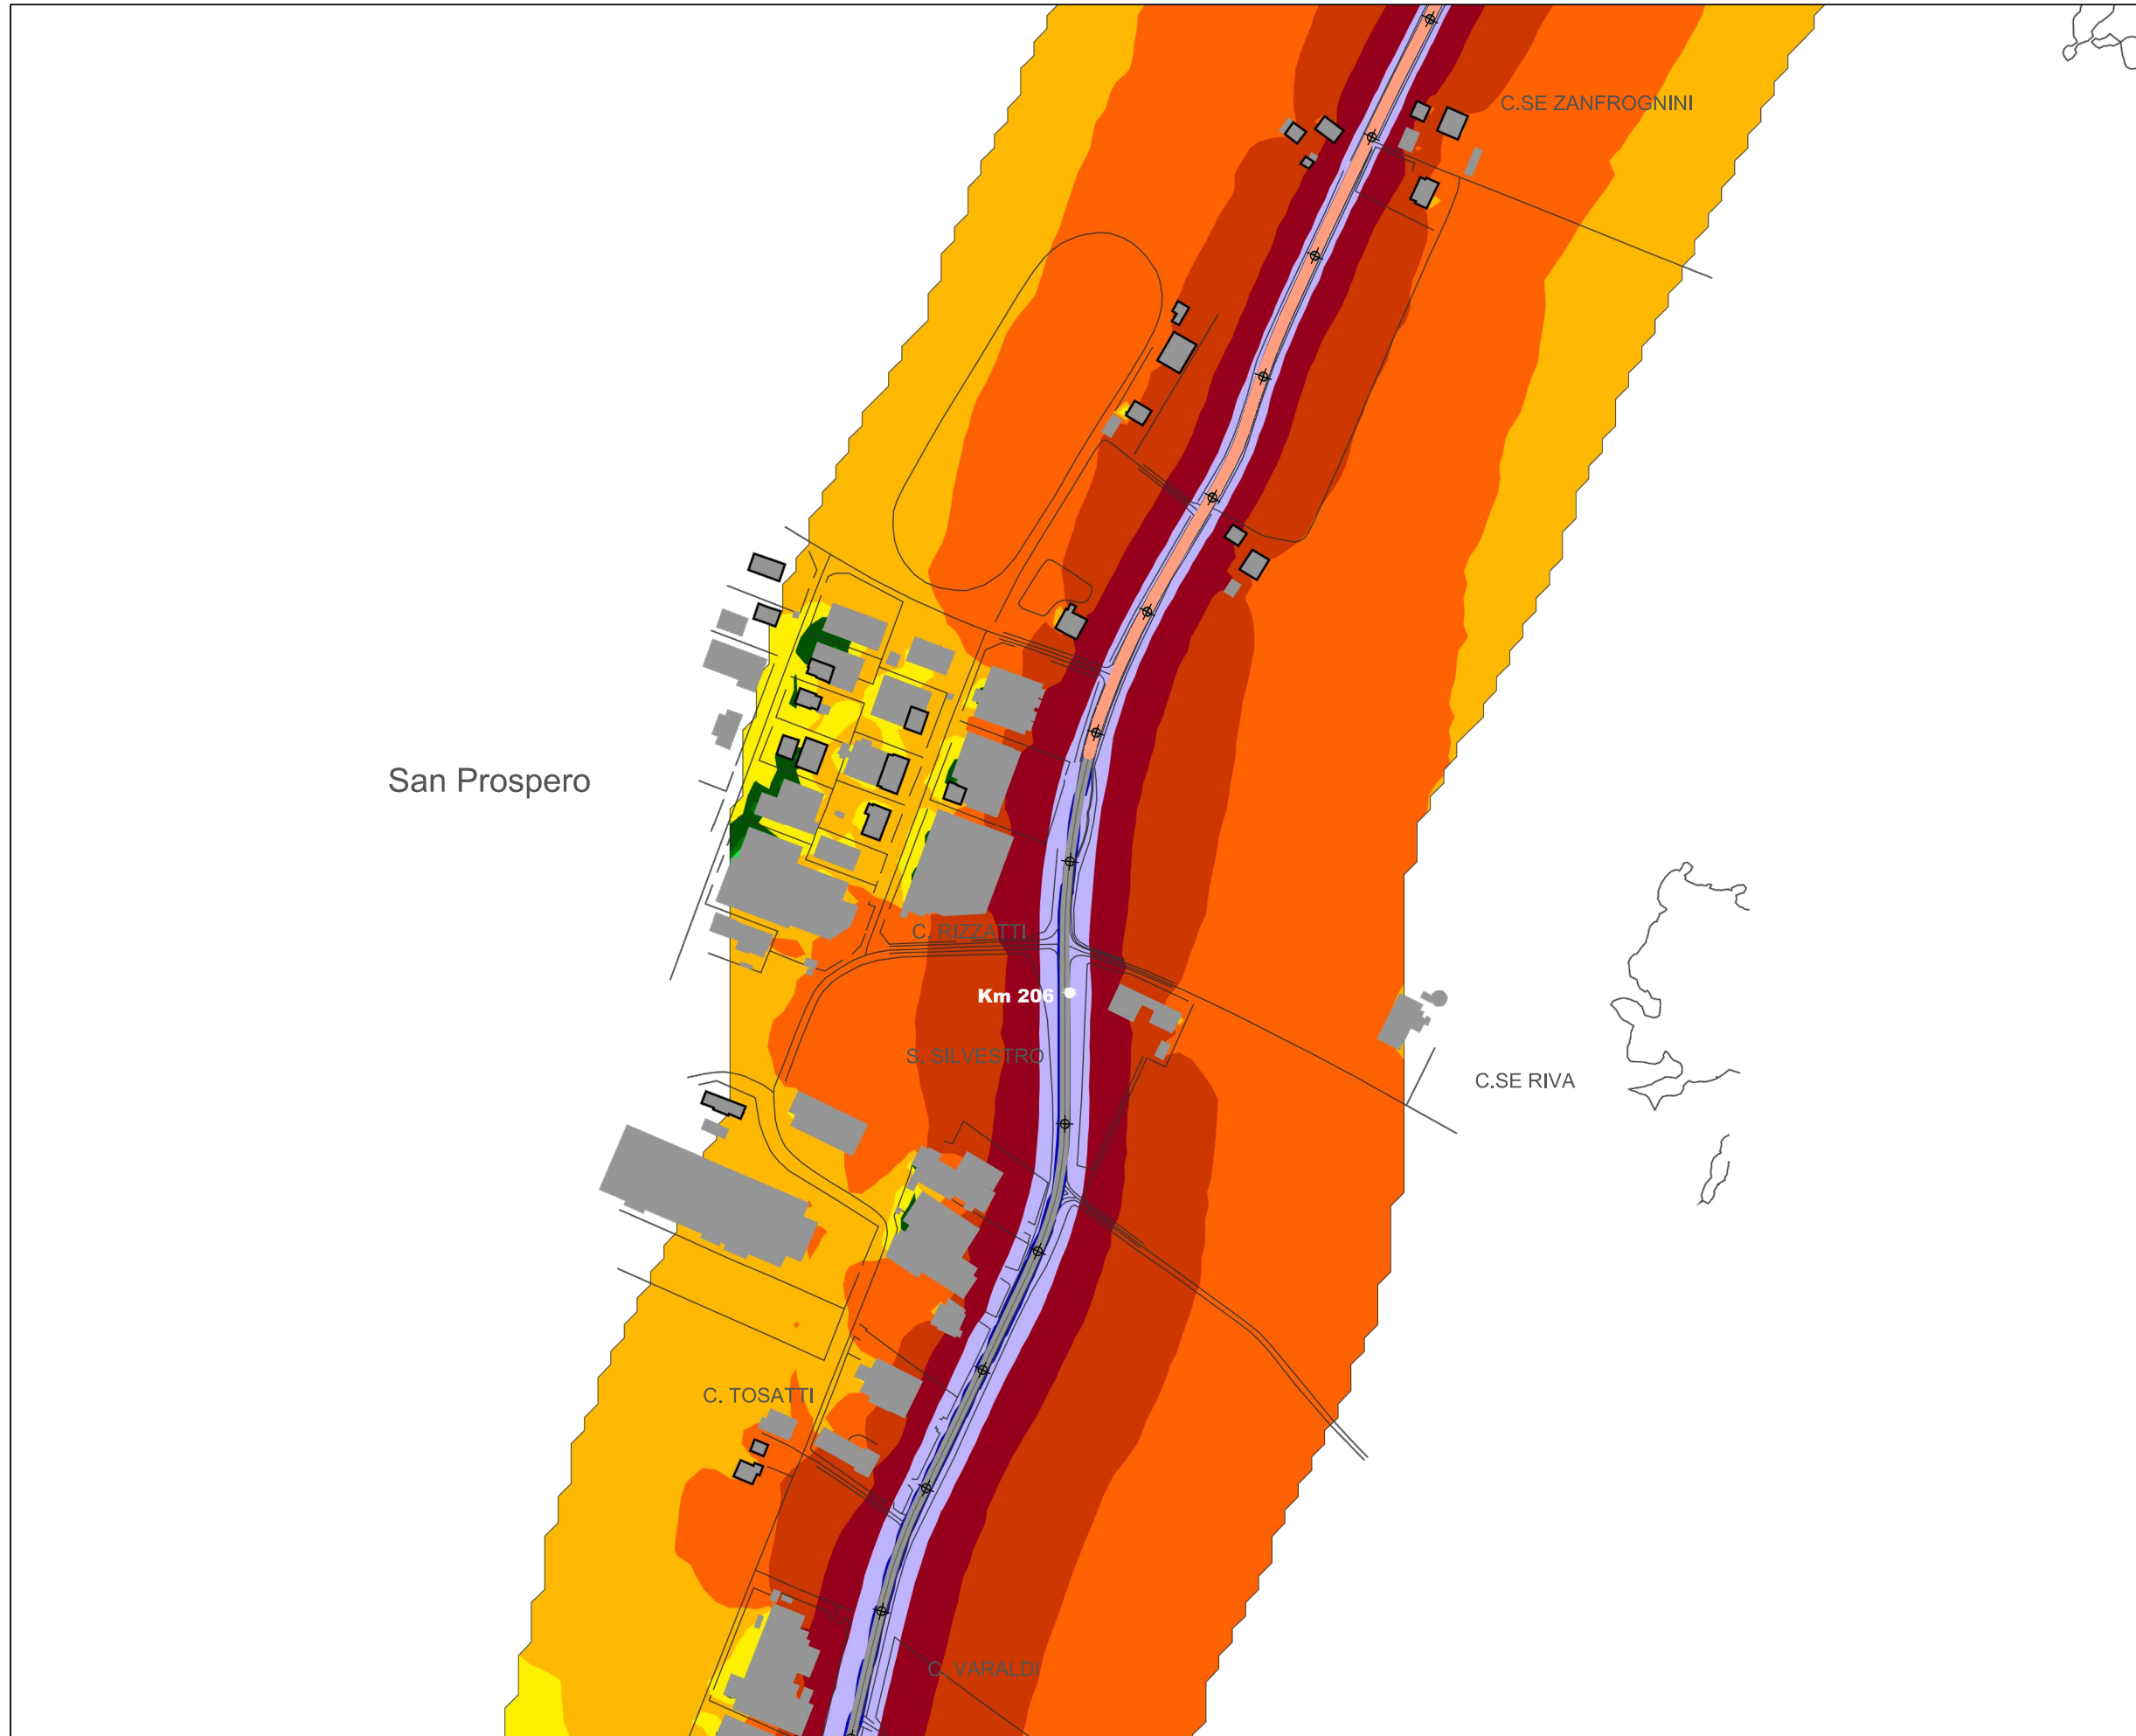 C.SE ZANFROGNINI
San Prospero
C. RIZZATTI
Km 206
S. SILVESTRO
C.SE RIVA
C. TOSATTI
C. VARALDI